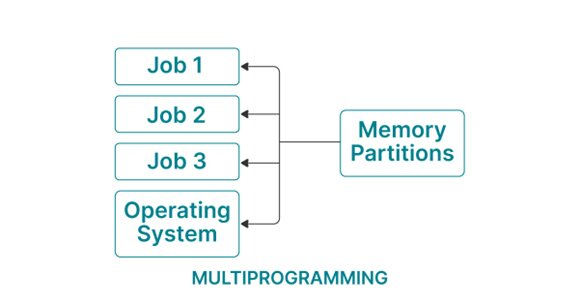 Job 1
Job 2
Job 3
Operating
System
Memory
Partitions
MULTIPROGRAMMING